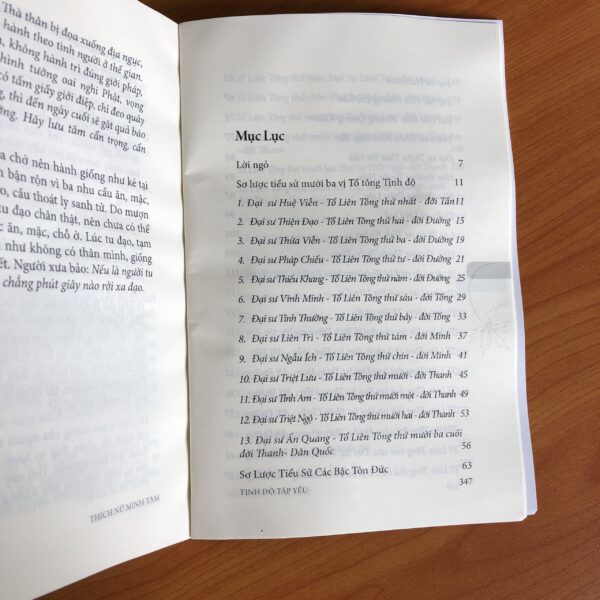 Thà thân bị đọa xuống địa ngục,
hành theo tình người ở thế gian.
không hành trì đúng giới pháp,
hình tướng oai nghi Phật, vọng
có tấm giấy giới điệp, chỉ đeo quáy
thì đến ngày cuối sẽ gặt quả báo
Hãy lưu tâm cẩn trọng, cẩn
a chớ nên hành giống như kẻ tại
bận rộn vì ba nhu cầu ăn, mặc,
cầu thoát ly sanh tử. Do mượn
tu đạo chân thật, nên chưa có thể
ăn, mặc, chỗ ở. Lúc tu đạo, tạm
như không có thân mình, giống
Người xưa bảo: Nếu là người tu
chẳng phút giây nào rời xa đạo.
THÍCH NỮ MINH TÂM
Mục Lục
Lời ngỏ 7
Sơ lược tiểu sử mười ba vị Tổ tông Tịnh độ 11
1. Đại sư Huệ Viễn - Tổ Liên Tông thứ nhất - đời Tấn 11
2. Đại sư Thiện Đạo - Tổ Liên Tông thứ hai - đời Đường 15
3. Đại sư Thừa Viễn - Tổ Liên Tông thứ ba - đời Đường 19
4. Đại sư Pháp Chiếu - Tổ Liên Tông thứ tư - đời Đường 21
5. Đại sư Thiếu Khang - Tổ Liên Tông thứ năm - đời Đường 25
6. Đại sư Vĩnh Minh - Tổ Liên Tông thứ sáu - đời Tống 29
7. Đại sư Tỉnh Thường - Tổ Liên Tông thứ bảy - đời Tống 33
8. Đại sư Liên Trì - Tổ Liên Tông thứ tám - đời Minh 37
9. Đại sư Ngẫu Ích - Tổ Liên Tông thứ chín - đời Minh 41
10. Đại sư Triệt Lưu - Tổ Liên Tông thứ mười - đời Thanh 45
11. Đại sư Tỉnh Am - Tổ Liên Tông thứ mười một - đời Thanh 49
12. Đại sư Triệt Ngộ - Tổ Liên Tông thứ mười hai - đời Thanh 53
13. Đại sư Ấn Quang - Tổ Liên Tông thứ mười ba cuối
đời Thanh- Dân Quốc 56
Sơ Lược Tiểu Sử Các Bậc Tôn Đức 63
TỊNH ĐỘ TẬP YẾU 347